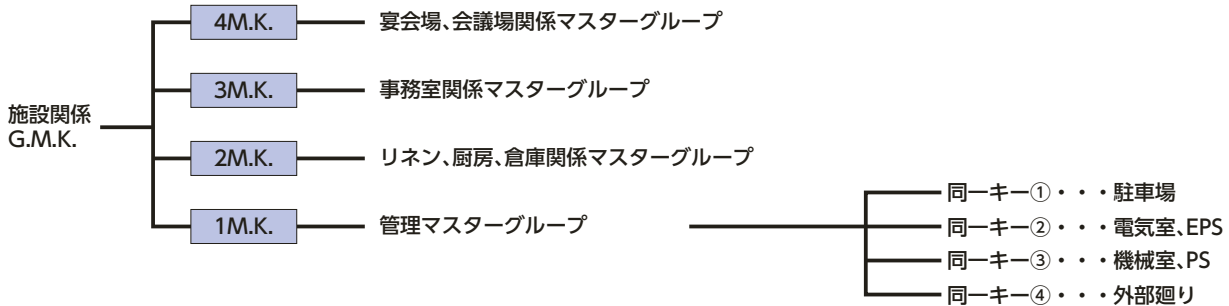 4M.K. 宴会場、会議場関係マスターグループ
3M.K. 事務室関係マスターグループ
施設関係
G.M.K.
2M.K. リネン、厨房、倉庫関係マスターグループ
1M.K. 管理マスターグループ
同一キー①・・・駐車場
同一キー②・・・電気室、EPS
同一キー③・・・機械室、PS
同一キー④・・・外部廻り